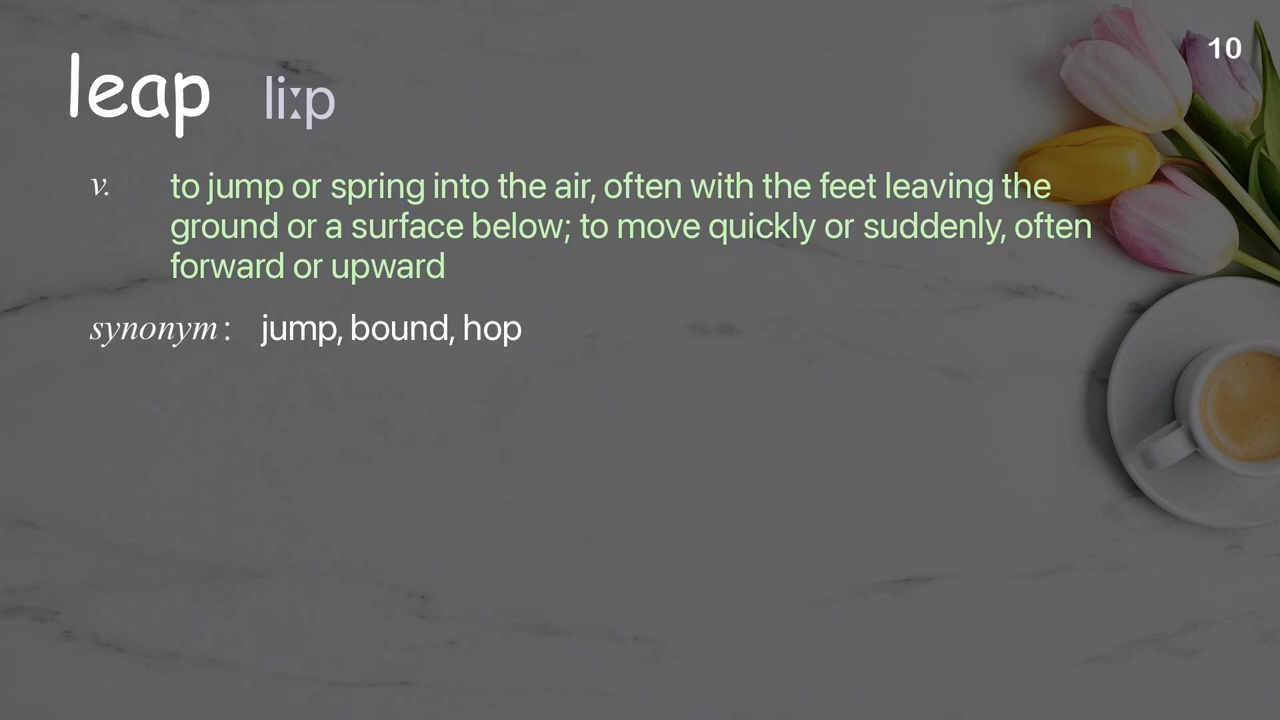 10
leap liːp
v. to jump or spring into the air, often with the feet leaving the
ground or a surface below; to move quickly or suddenly, often
forward or upward
synonym: jump, bound, hop